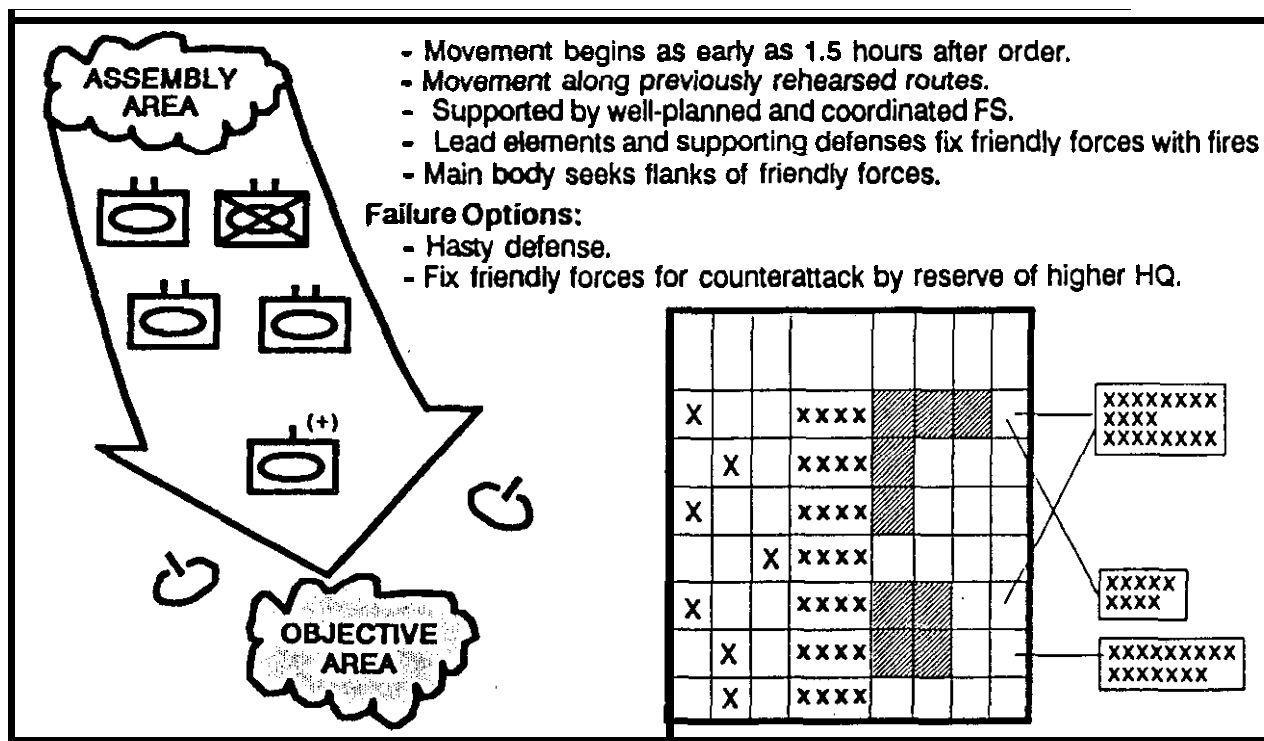 ASSEMBLY
AREA
- Movement begins as early as 1.5 hours after order.
- Movement along previously rehearsed routes.
- Supported by well-planned and coordinated FS.
- Lead elements and supporting defenses fix friendly forces with fires
- Main body seeks flanks of friendly forces.
Failure Options:
- Hasty defense.
- Fix friendly forces for counterattack by reserve of higher HQ.
(+)
OBJECTIVE
AREA
X XXXX
X XXXX
X XXXX
X XXXX
X XXXX
X XXXX
X XXXX
XXXXXXXX
XXXX
XXXXXXXX
XXXXX
XXXX
XXXXXXXXX
XXXXXXX